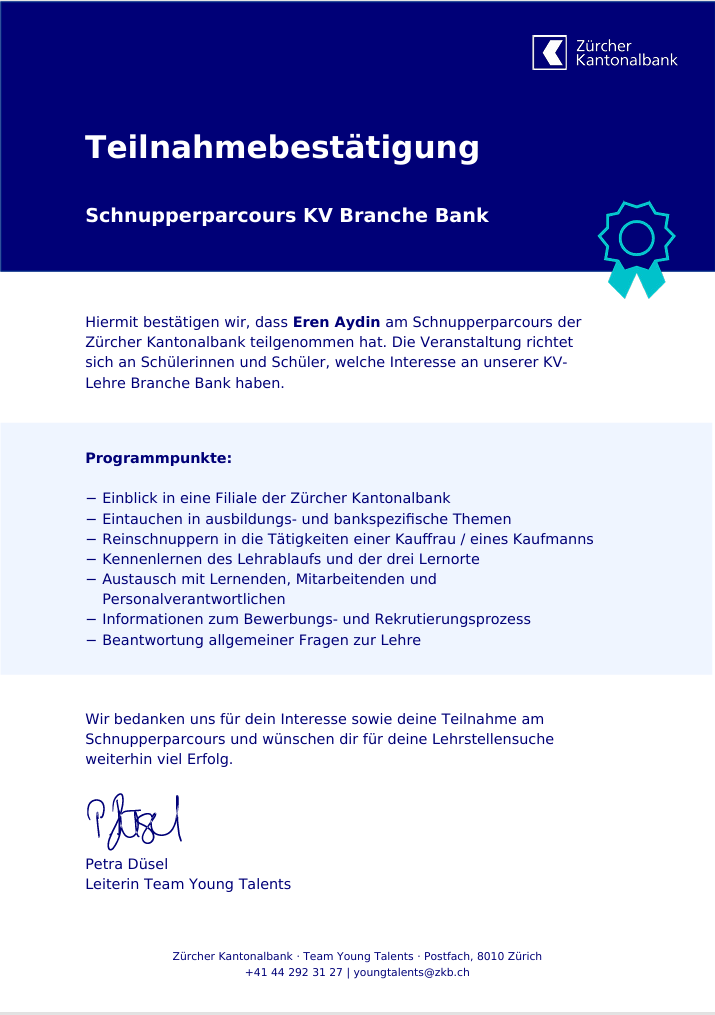 Zürcher
Kantonalbank
Teilnahmebestätigung
Schnupperparcours KV Branche Bank
Hiermit bestätigen wir, dass Eren Aydin am Schnupperparcours der
Zürcher Kantonalbank teilgenommen hat. Die Veranstaltung richtet
sich an Schülerinnen und Schüler, welche Interesse an unserer KV-
Lehre Branche Bank haben.
Programmpunkte:
− Einblick in eine Filiale der Zürcher Kantonalbank
− Eintauchen in ausbildungs- und bankspezifische Themen
− Reinschnuppern in die Tätigkeiten einer Kauffrau / eines Kaufmanns
− Kennenlernen des Lehrablaufs und der drei Lernorte
− Austausch mit Lernenden, Mitarbeitenden und
Personalverantwortlichen
− Informationen zum Bewerbungs- und Rekrutierungsprozess
− Beantwortung allgemeiner Fragen zur Lehre
Wir bedanken uns für dein Interesse sowie deine Teilnahme am
Schnupperparcours und wünschen dir für deine Lehrstellensuche
weiterhin viel Erfolg.
P. Düsel
Petra Düsel
Leiterin Team Young Talents
Zürcher Kantonalbank · Team Young Talents · Postfach, 8010 Zürich
+41 44 292 31 27 | youngtalents@zkb.ch